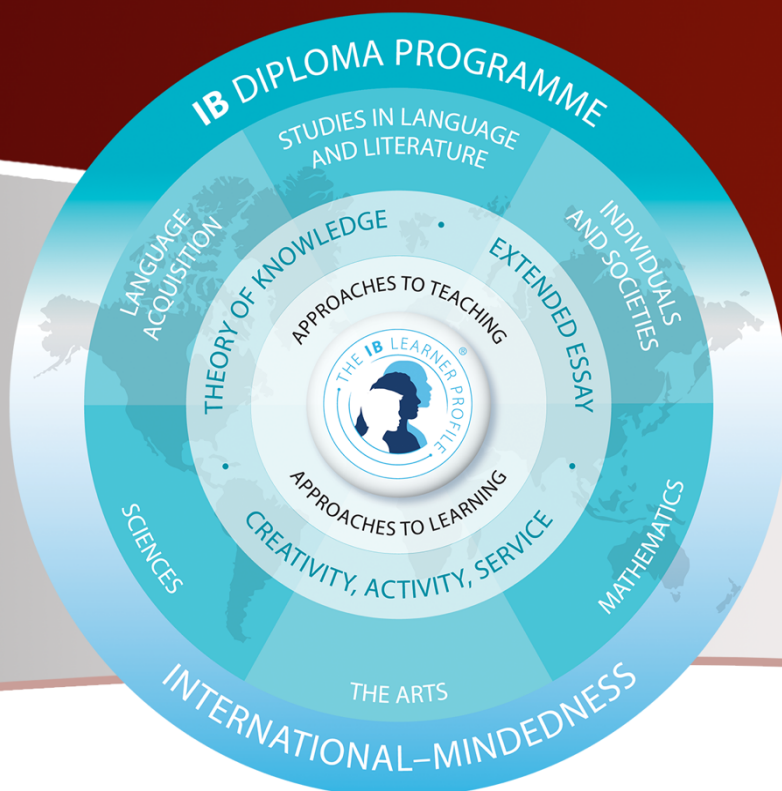 IB DIPLOMA PROGRAMME
STUDIES IN LANGUAGE
AND LITERATURE
LANGUAGE
ACQUISITION
INDIVIDUALS
AND SOCIETIES
THEORY OF KNOWLEDGE
EXTENDED ESSAY
APPROACHES TO TEACHING
THE IB LEARNER PROFILE ®
APPROACHES TO LEARNING
CREATIVITY, ACTIVITY, SERVICE
SCIENCES
MATHEMATICS
THE ARTS
INTERNATIONAL–MINDEDNESS